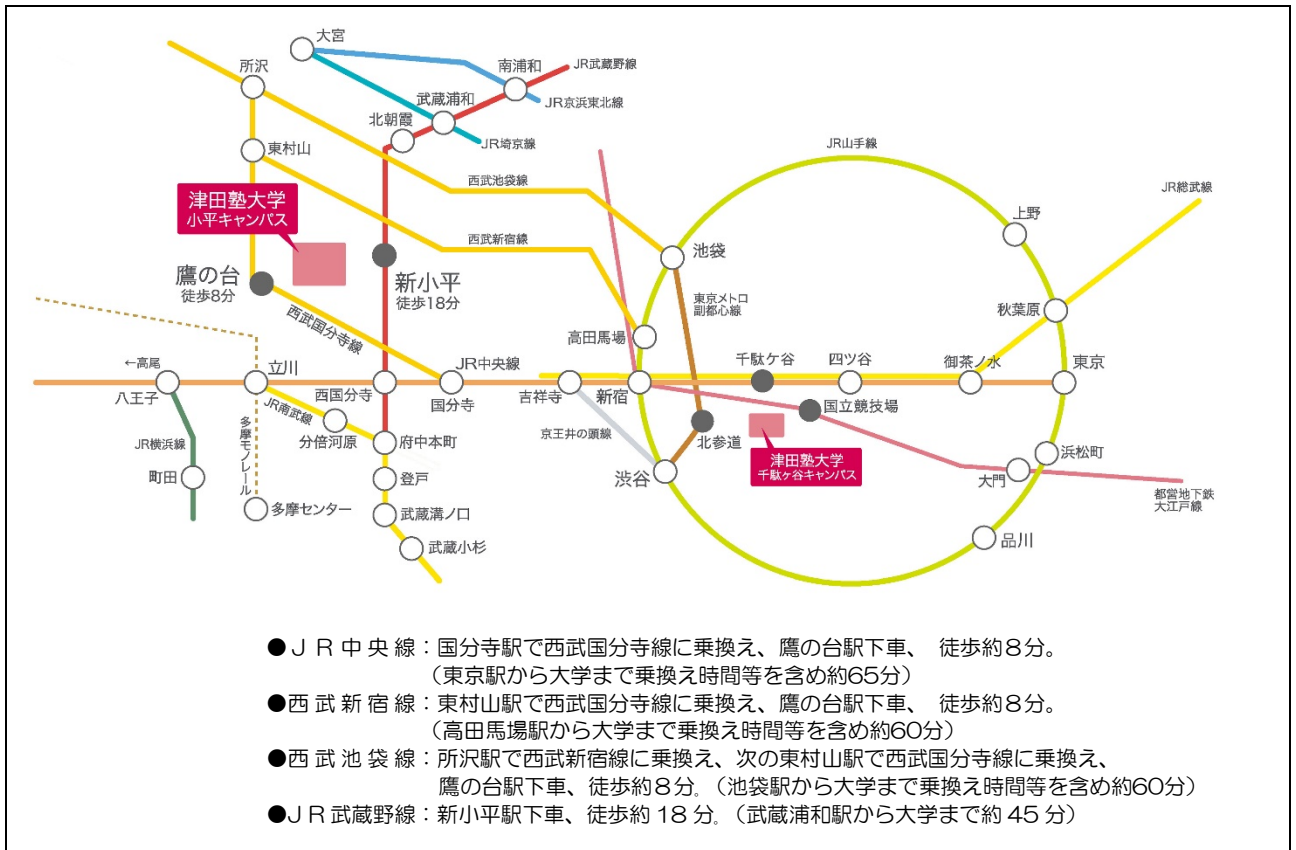 大宮
所沢
南浦和
JR武蔵野線
武蔵浦和
JR京浜東北線
北朝霞
JR埼京線
東村山
JR山手線
西武池袋線
JR総武線
津田塾大学
小平キャンパス
上野
西武新宿線
池袋
鷹の台
徒歩8分
新小平
徒歩18分
東京メトロ
副都心線
秋葉原
西武国分寺線
高田馬場
←高尾
立川
JR中央線
千駄ケ谷
四ツ谷
御茶ノ水
東京
八王子
西国分寺
国分寺
吉祥寺
新宿
JR南武線
国立競技場
分倍河原
府中本町
京王井の頭線
北参道
JR横浜線
多摩モノレール
浜松町
町田
登戸
渋谷
津田塾大学
千駄ケ谷キャンパス
大門
都営地下鉄
大江戸線
多摩センター
武蔵溝ノ口
品川
武蔵小杉
●ＪＲ中央線：国分寺駅で西武国分寺線に乗換え、鷹の台駅下車、 徒歩約８分。
（東京駅から大学まで乗換え時間等を含め約65分）
●西武新宿線：東村山駅で西武国分寺線に乗換え、鷹の台駅下車、 徒歩約８分。
（高田馬場駅から大学まで乗換え時間等を含め約60分）
●西武池袋線：所沢駅で西武新宿線に乗換え、次の東村山駅で西武国分寺線に乗換え、
鷹の台駅下車、徒歩約８分。（池袋駅から大学まで乗換え時間等を含め約60分）
●ＪＲ武蔵野線：新小平駅下車、徒歩約 18 分。（武蔵浦和駅から大学まで約 45 分）